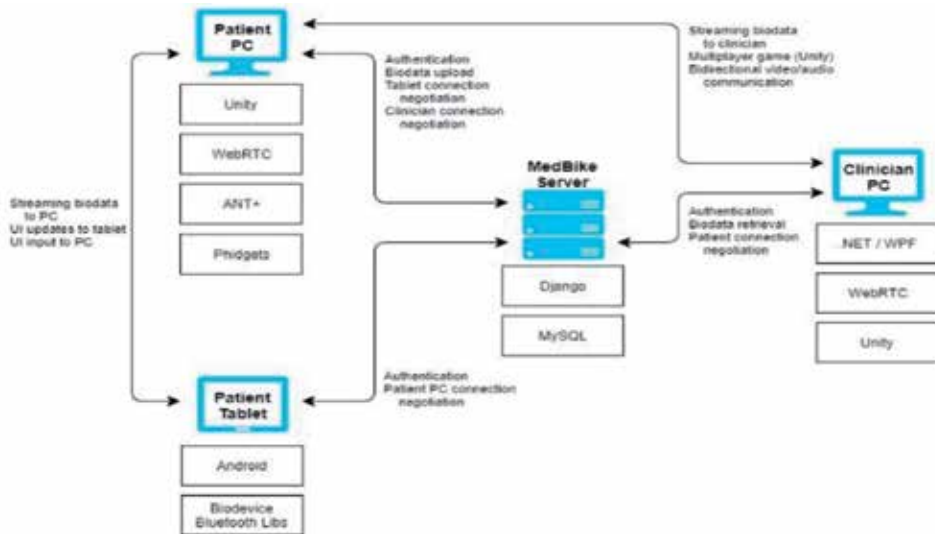 Patient
PC
Unity
WebRTC
ANT+
Phidgets
Authentication
Biodata upload
Tablet connection
negotiation
Clinician connection
negotiation
Streaming biodata
to clinician
Multiplayer game (Unity)
Bidirectional video/audio
communication
Streaming biodata
to PC
UI updates to tablet
UI input to PC
MedBike
Server
Django
MySQL
Authentication
Biodata retrieval
Patient connection
negotiation
Clinician
PC
.NET / WPF
WebRTC
Unity
Patient
Tablet
Android
Biodevice
Bluetooth Libs
Authentication
Patient PC connection
negotiation